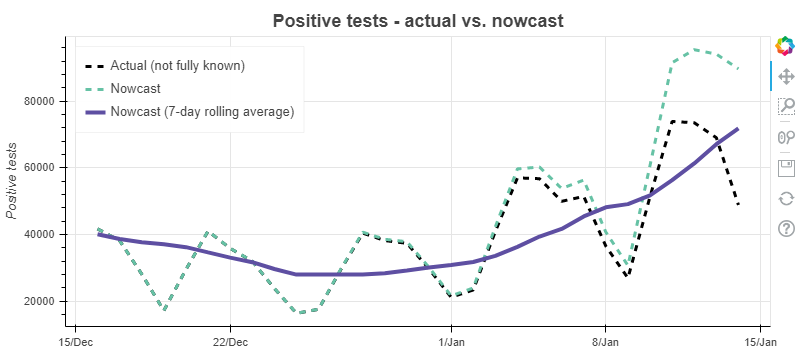 Positive tests - actual vs. nowcast
Actual (not fully known)
Nowcast
Nowcast (7-day rolling average)
Positive tests
80000
60000
40000
20000
15/Dec
22/Dec
1/Jan
8/Jan
15/Jan